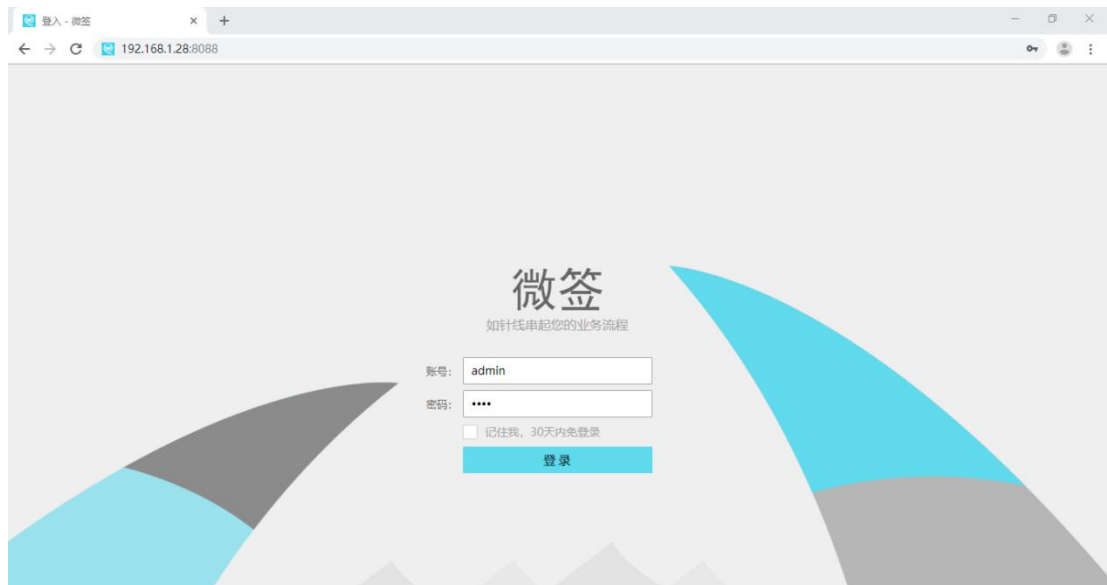 登入 - 微签
192.168.1.28:8088
微签
如针线串起您的业务流程
账号: admin
密码: ••••
记住我，30天内免登录
登录